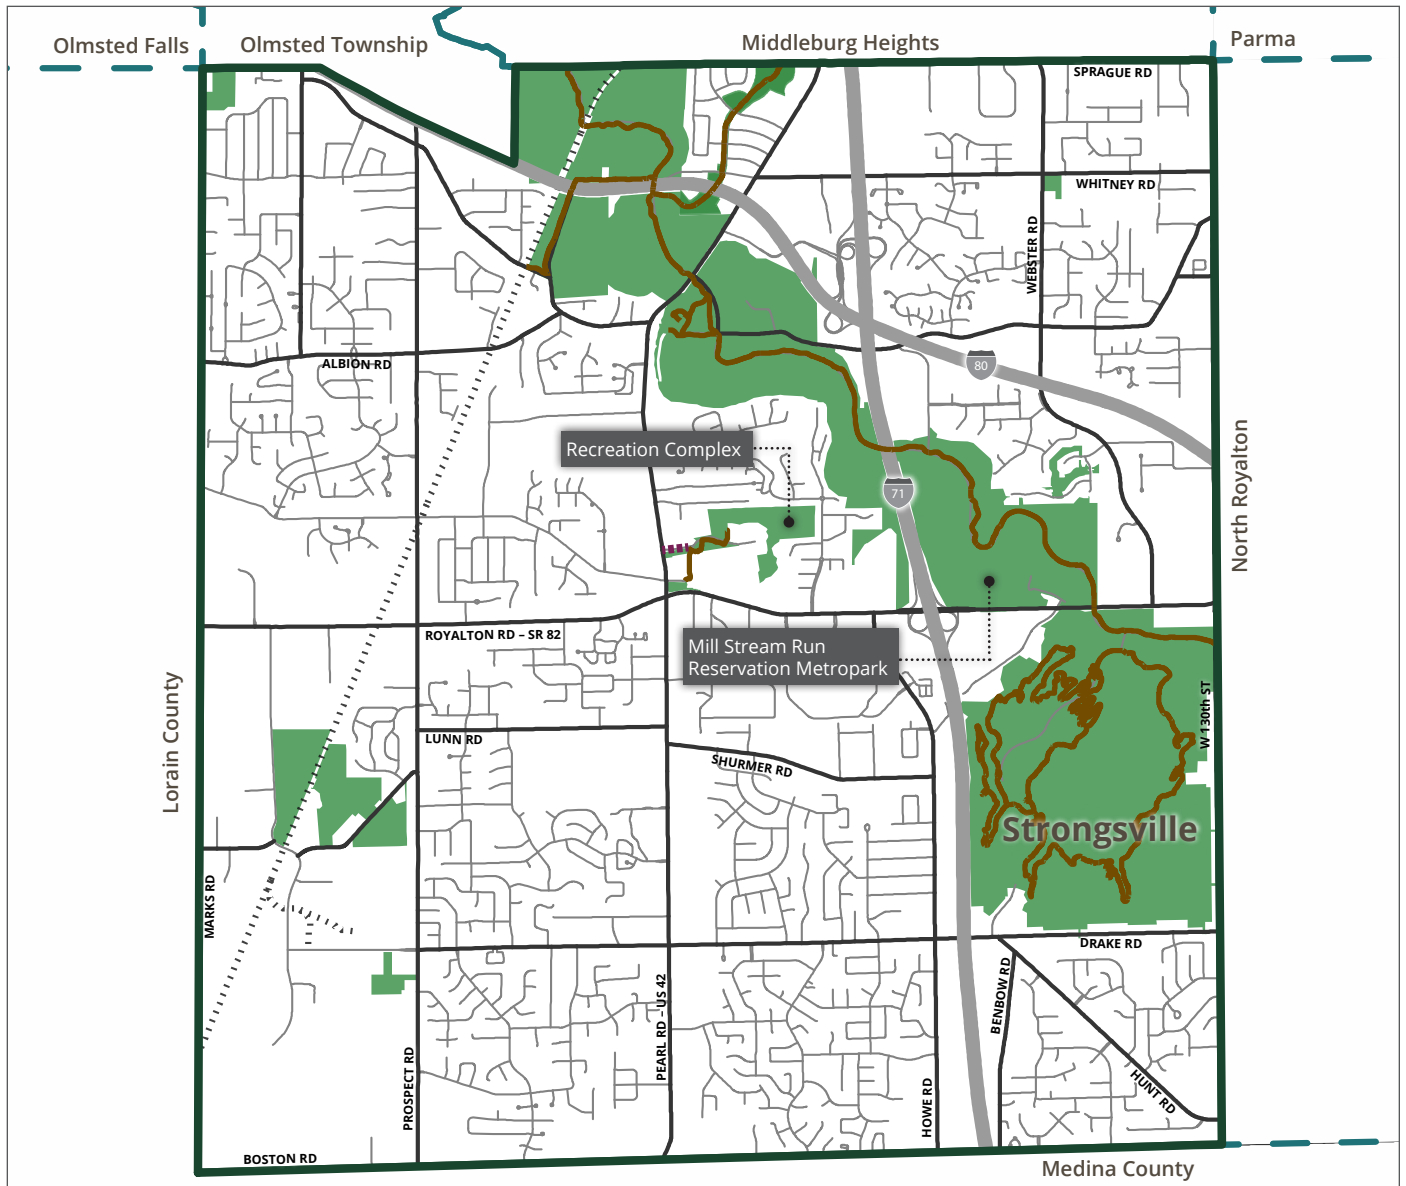 Olmsted Falls
Olmsted Township
Middleburg Heights
Parma
SPRAGUE RD
WHITNEY RD
WEBSTER RD
ALBION RD
80
North Royalton
Recreation Complex
71
ROYALTON RD – SR 82
Mill Stream Run
Reservation Metropark
Lorain County
W 130th ST
LUNN RD
SHURMER RD
Strongsville
MARKS RD
DRAKE RD
BENBOW RD
PEARL RD – US 42
PROSPECT RD
HOWE RD
HUNT RD
BOSTON RD
Medina County